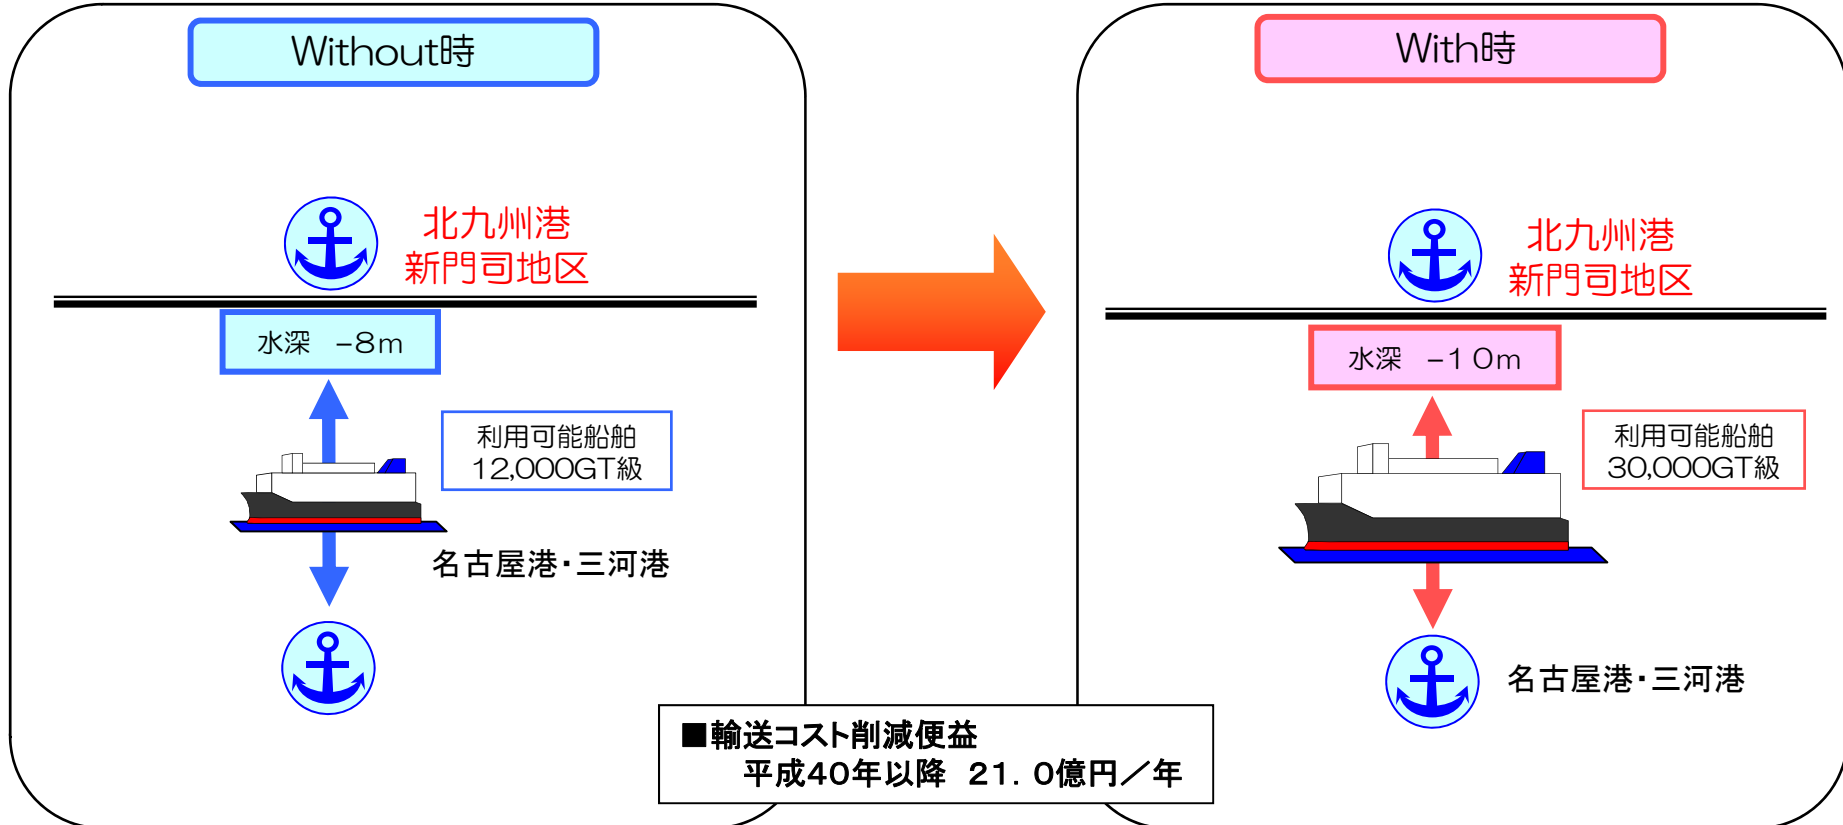 Without時
北九州港
新門司地区
水深 -8m
利用可能船舶
12,000GT級
名古屋港・三河港
With時
北九州港
新門司地区
水深 -10m
利用可能船舶
30,000GT級
名古屋港・三河港
■輸送コスト削減便益
平成40年以降 21.0億円／年